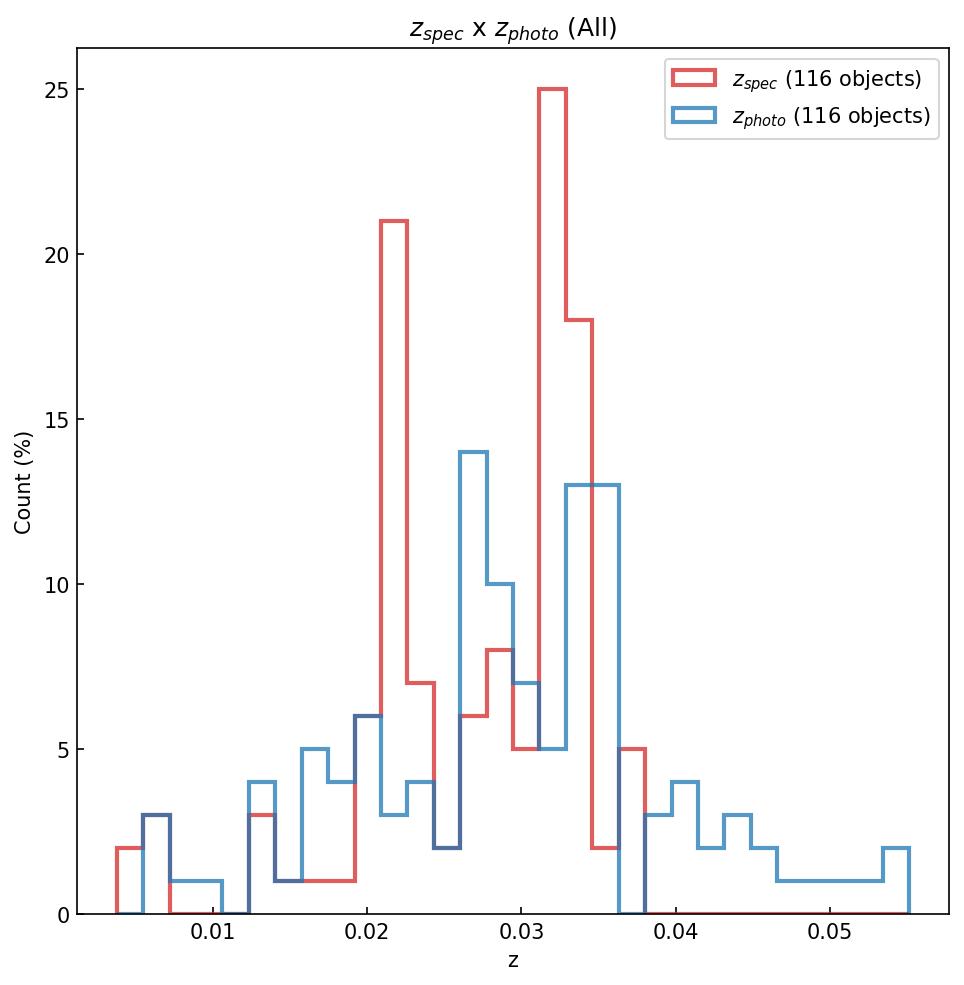 z_spec x z_photo (All)
z_spec (116 objects)
z_photo (116 objects)
Count (%)
25
20
15
10
5
0
0.01 0.02 0.03 0.04 0.05
z